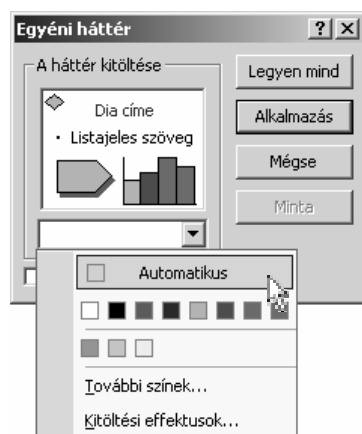 Egyéni háttér
A háttér kitöltése
Legyen mind
Dia címe
Alkalmazás
• Listajeles szöveg
Mégse
Minta
Automatikus
További színek...
Kitöltési effektusok...